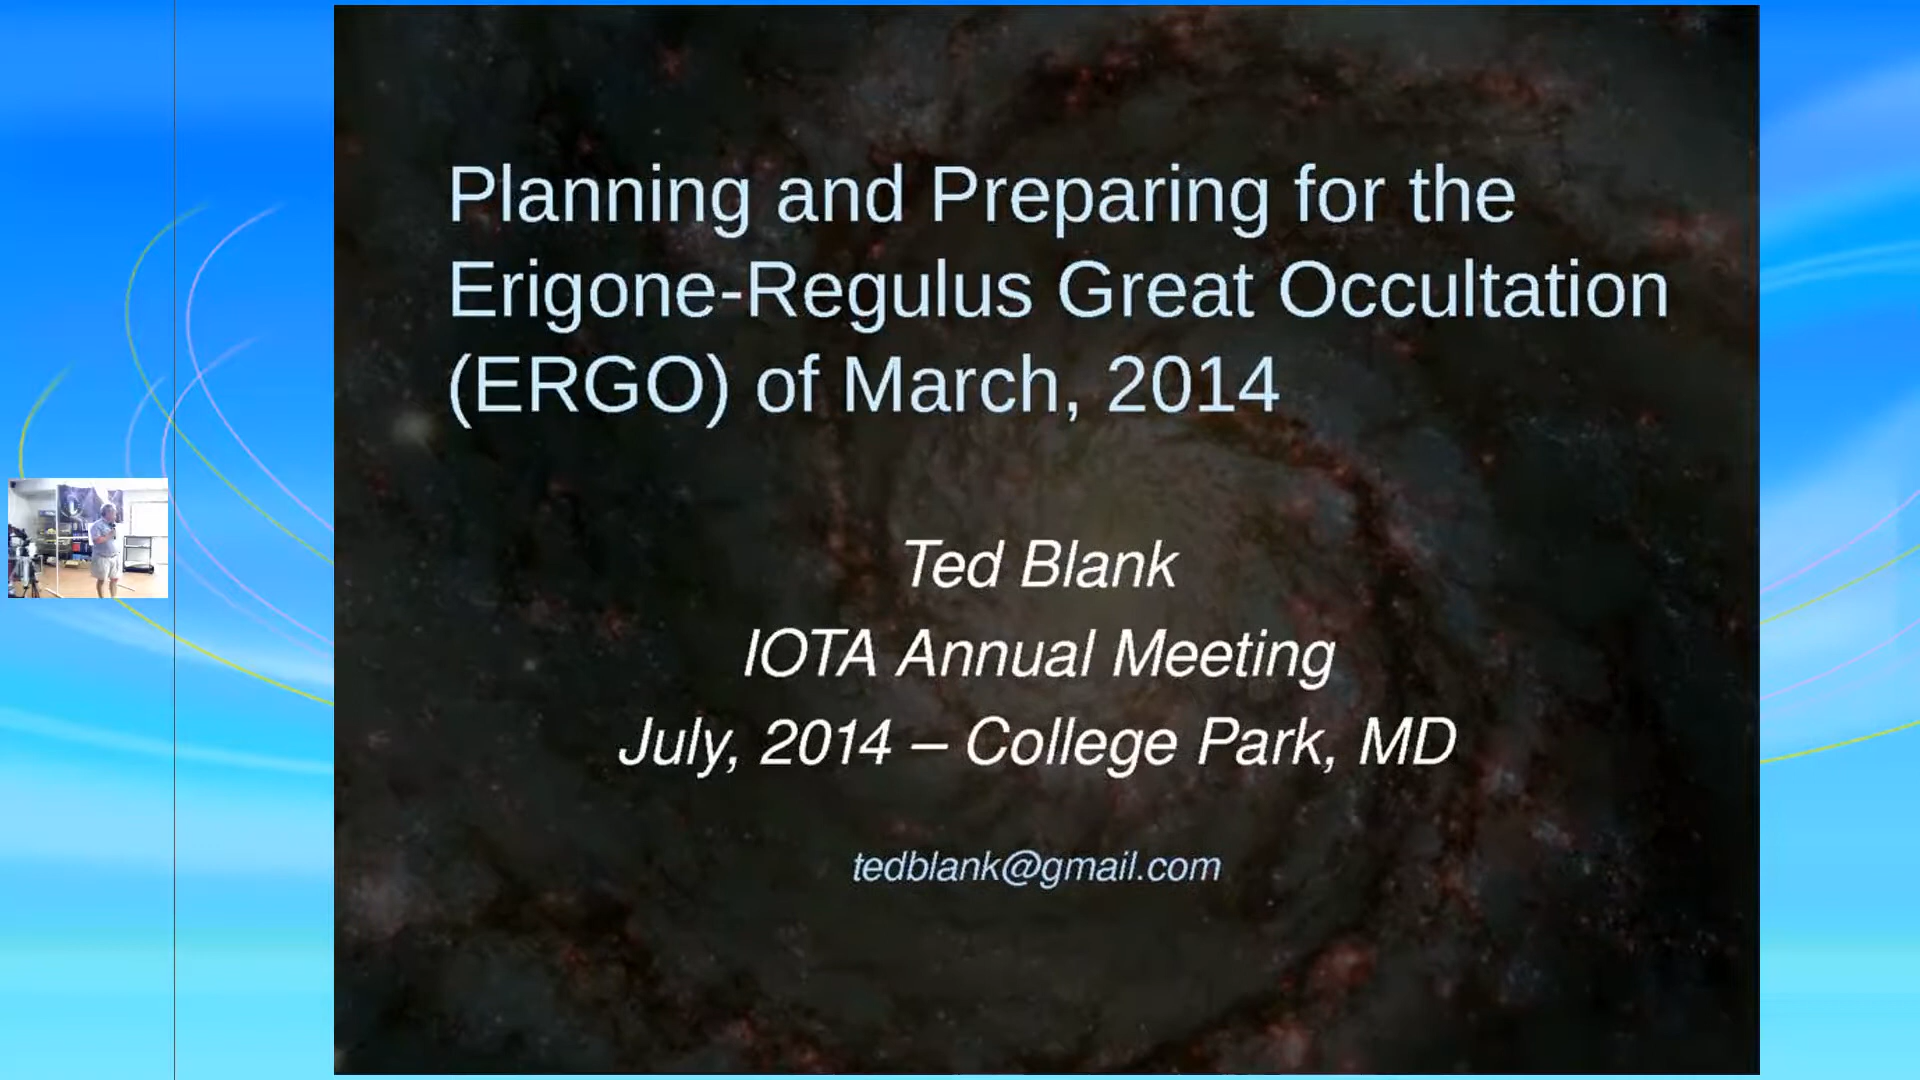 Planning and Preparing for the
Erigone-Regulus Great Occultation
(ERGO) of March, 2014
Ted Blank
IOTA Annual Meeting
July, 2014 – College Park, MD
tedblank@gmail.com